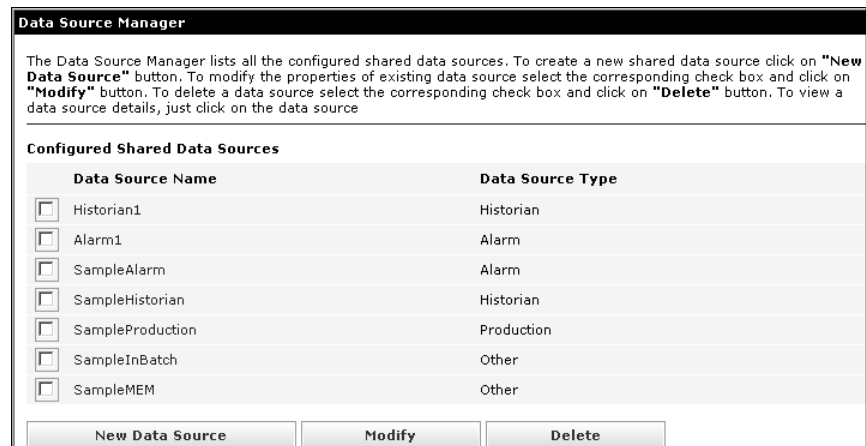 Data Source Manager
The Data Source Manager lists all the configured shared data sources. To create a new shared data source click on "New
Data Source" button. To modify the properties of existing data source select the corresponding check box and click on
"Modify" button. To delete a data source select the corresponding check box and click on "Delete" button. To view a
data source details, just click on the data source
Configured Shared Data Sources
Data Source Name Data Source Type
Historian1 Historian
Alarm1 Alarm
SampleAlarm Alarm
SampleHistorian Historian
SampleProduction Production
SampleInBatch Other
SampleMEM Other
New Data Source Modify Delete